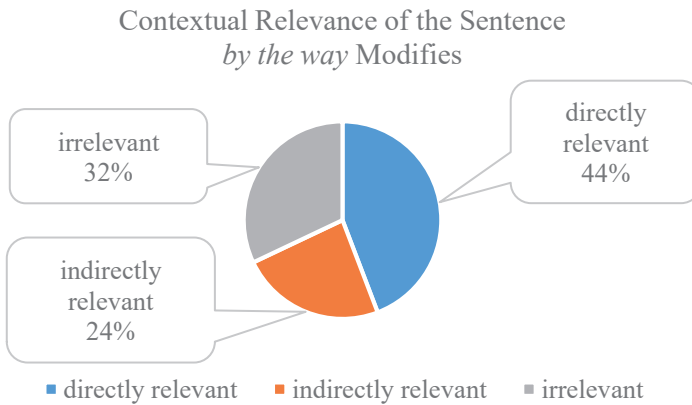 Contextual Relevance of the Sentence
by the way Modifies
irrelevant
32%
directly
relevant
44%
indirectly
relevant
24%
directly relevant indirectly relevant irrelevant